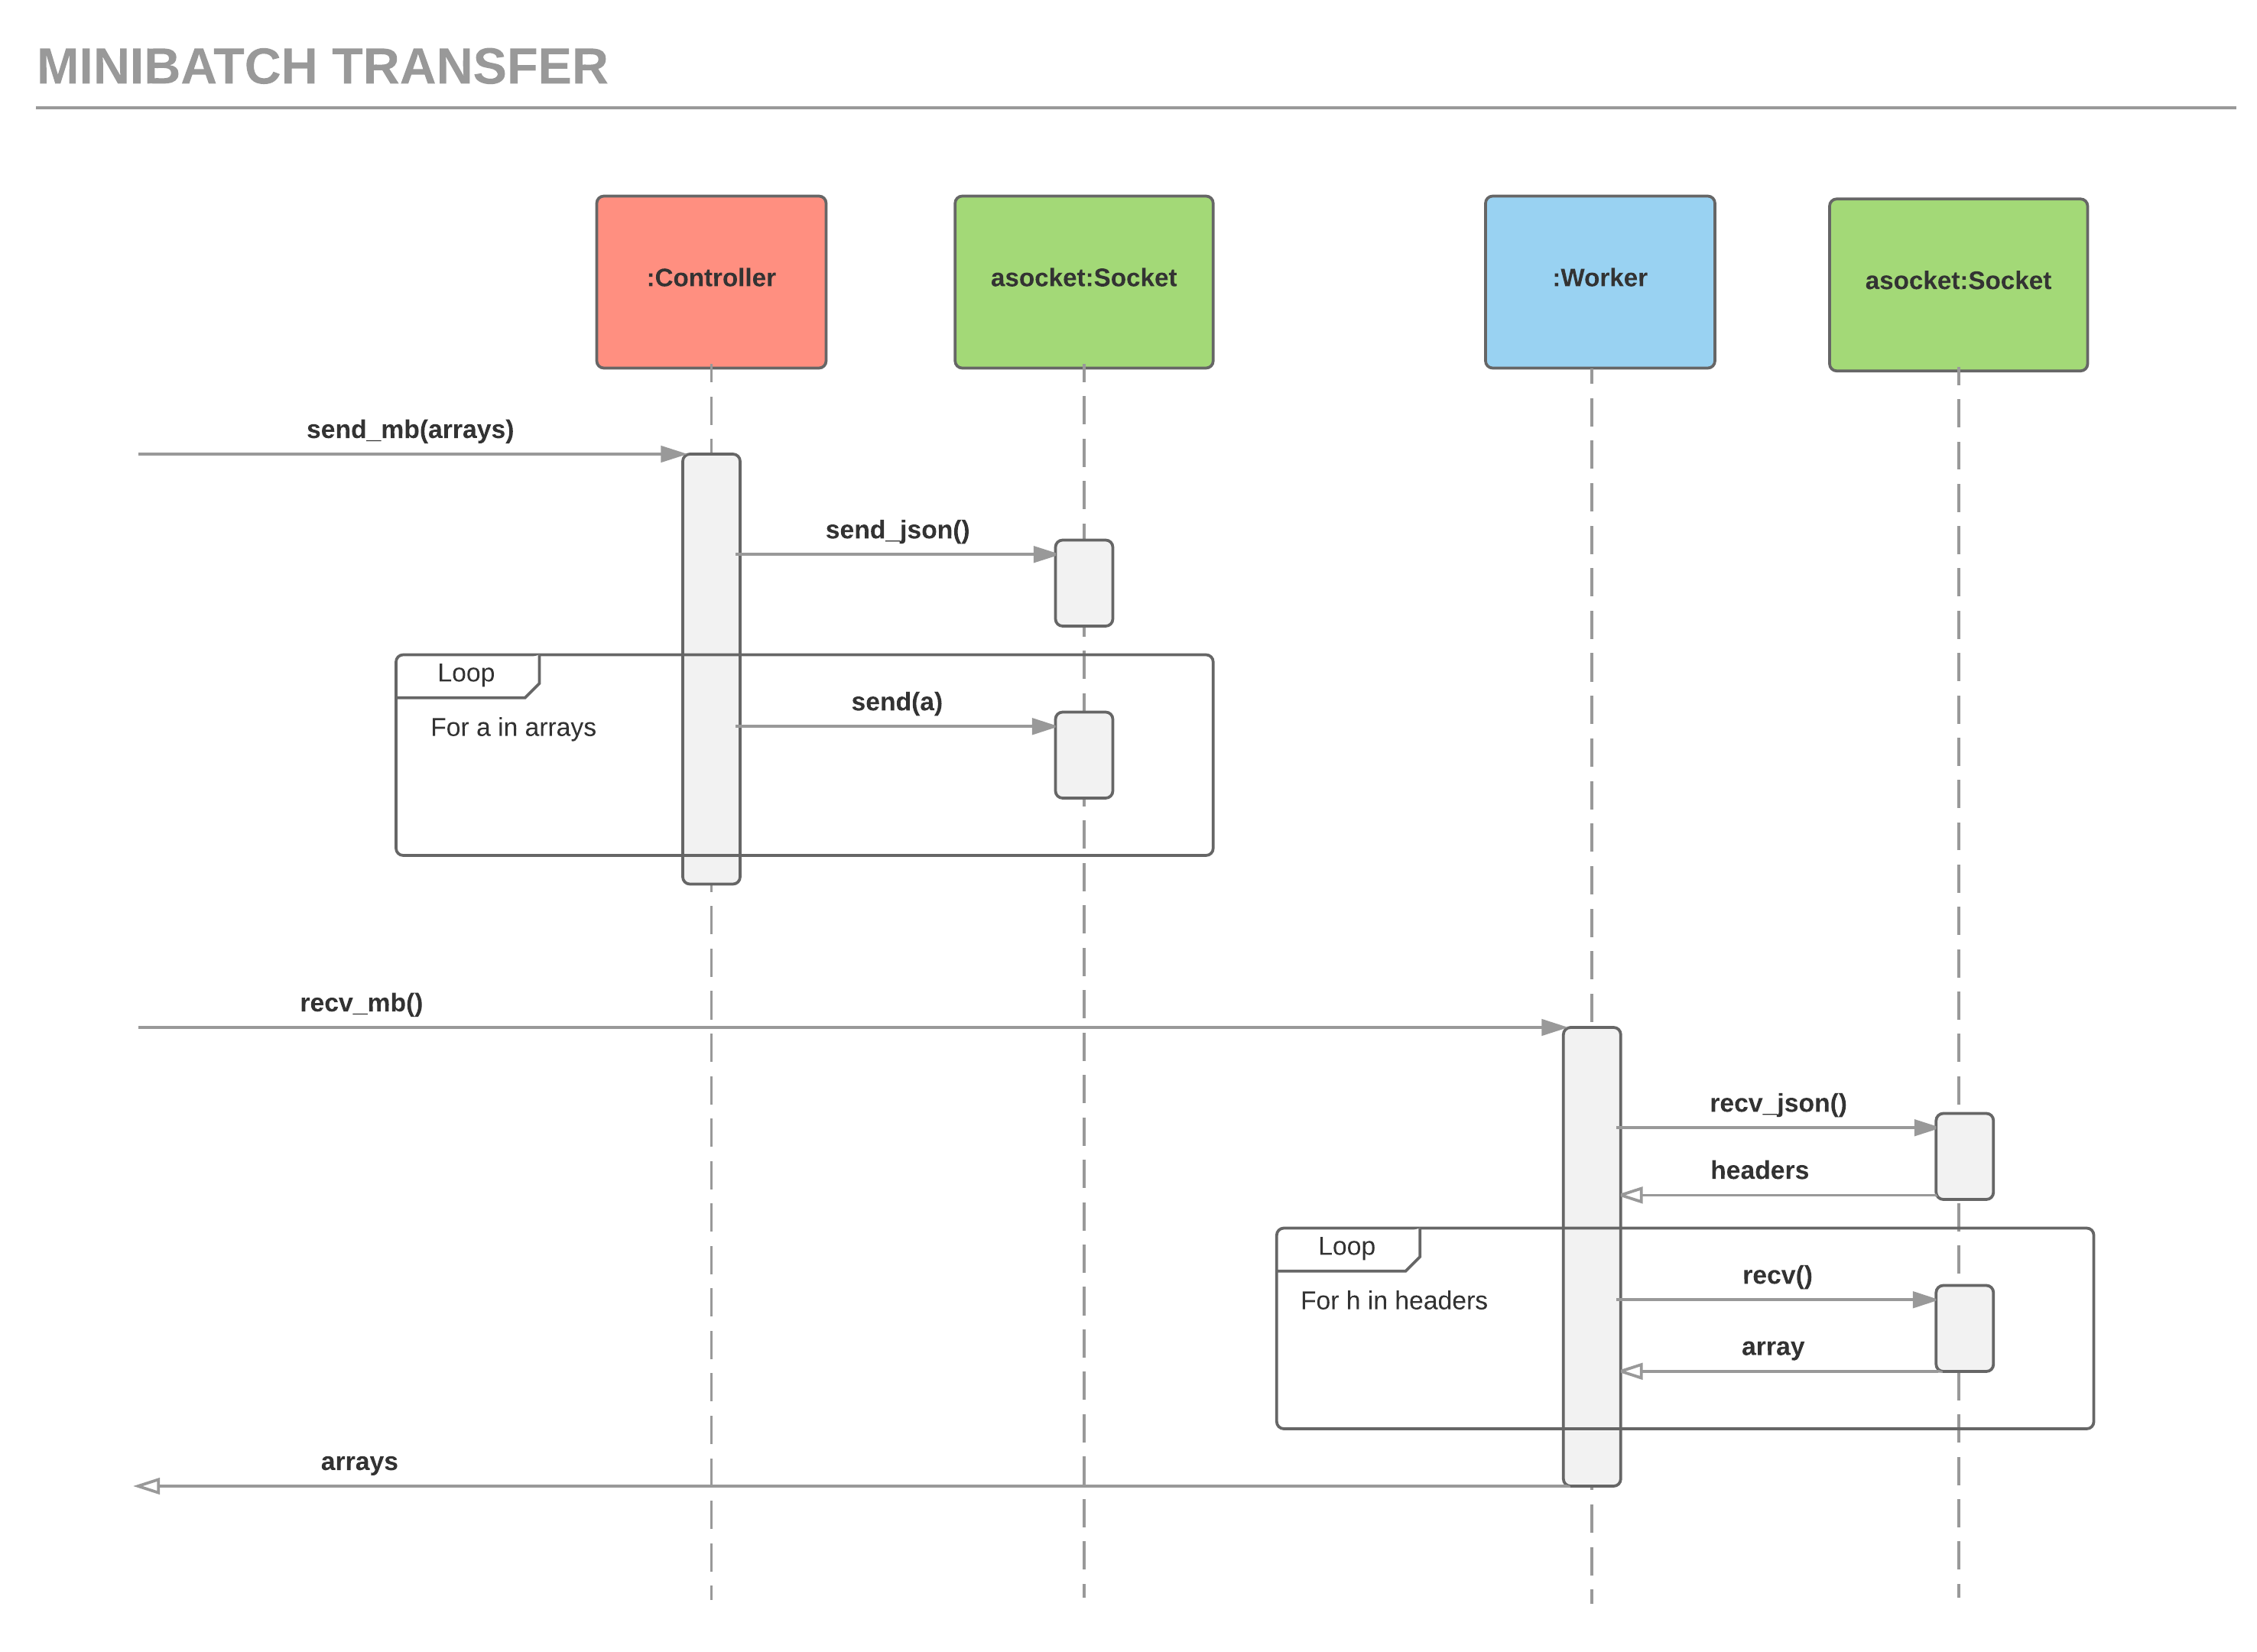 MINIBATCH TRANSFER
:Controller
asocket:Socket
:Worker
asocket:Socket
send_mb(arrays)
send_json()
Loop
send(a)
For a in arrays
recv_mb()
recv_json()
headers
Loop
recv()
For h in headers
array
arrays